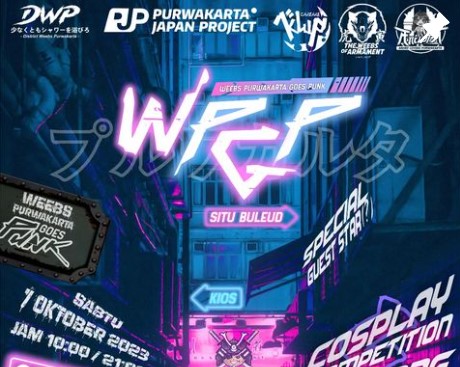 DWP
少なくともシャワーを浴びろ
PJ PURWAKARTA
JAPAN PROJECT
THE WEEBS
OF ARMAMENT
WEEBS PURWAKARTA GOES PUNK
WPGP
プルワカルタ
SITU BULEUD
SPECIAL
GUEST STAR!?
WEEBS
PURWAKARTA
GOES
PUNK
KIOS
SABTU
7 OKTOBER 2023
JAM 10:00 / 21:
COSPLAY
COMPETITION